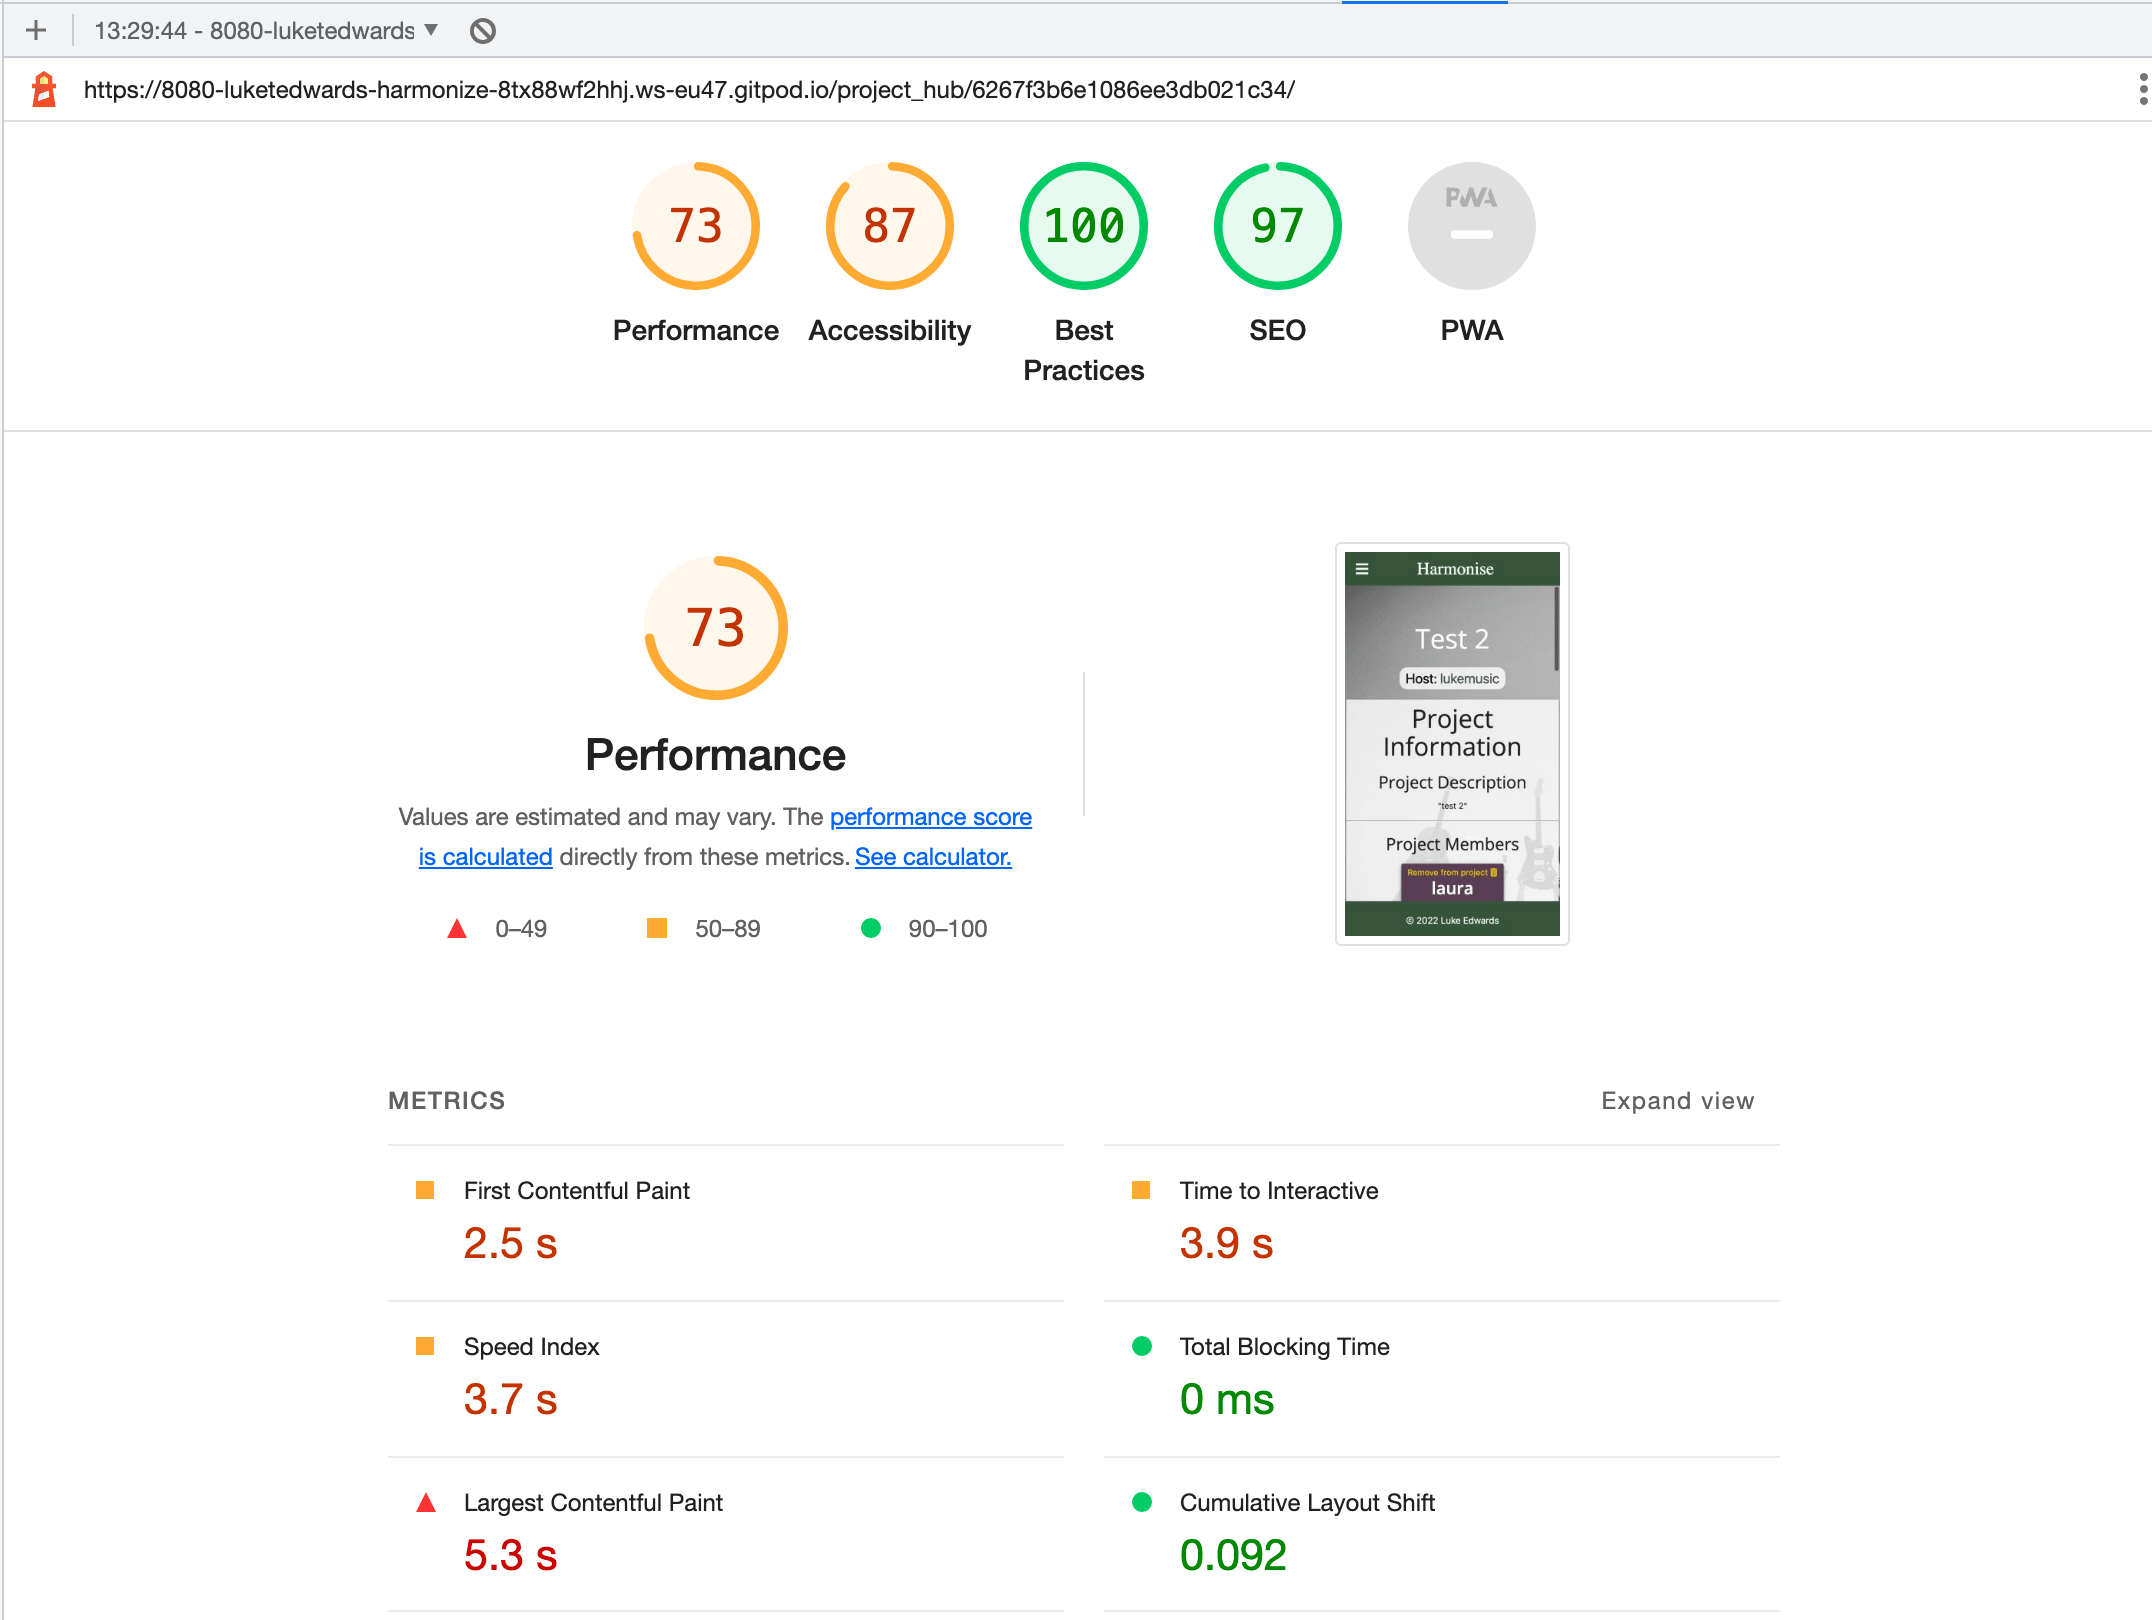 13:29:44 - 8080-luketedwards
https://8080-luketedwards-harmonize-8tx88wf2hhj.ws-eu47.gitpod.io/project_hub/6267f3b6e1086ee3db021c34/
73
87
100
97
PWA
Performance
Accessibility
Best
Practices
SEO
PWA
73
Performance
Values are estimated and may vary. The performance score
is calculated directly from these metrics. See calculator.
0–49
50–89
90–100
Harmonise
Test 2
Host: lukemusic
Project
Information
Project Description
"test 2"
Project Members
Remove from project
laura
© 2022 Luke Edwards
METRICS
Expand view
First Contentful Paint
2.5 s
Time to Interactive
3.9 s
Speed Index
3.7 s
Total Blocking Time
0 ms
Largest Contentful Paint
5.3 s
Cumulative Layout Shift
0.092